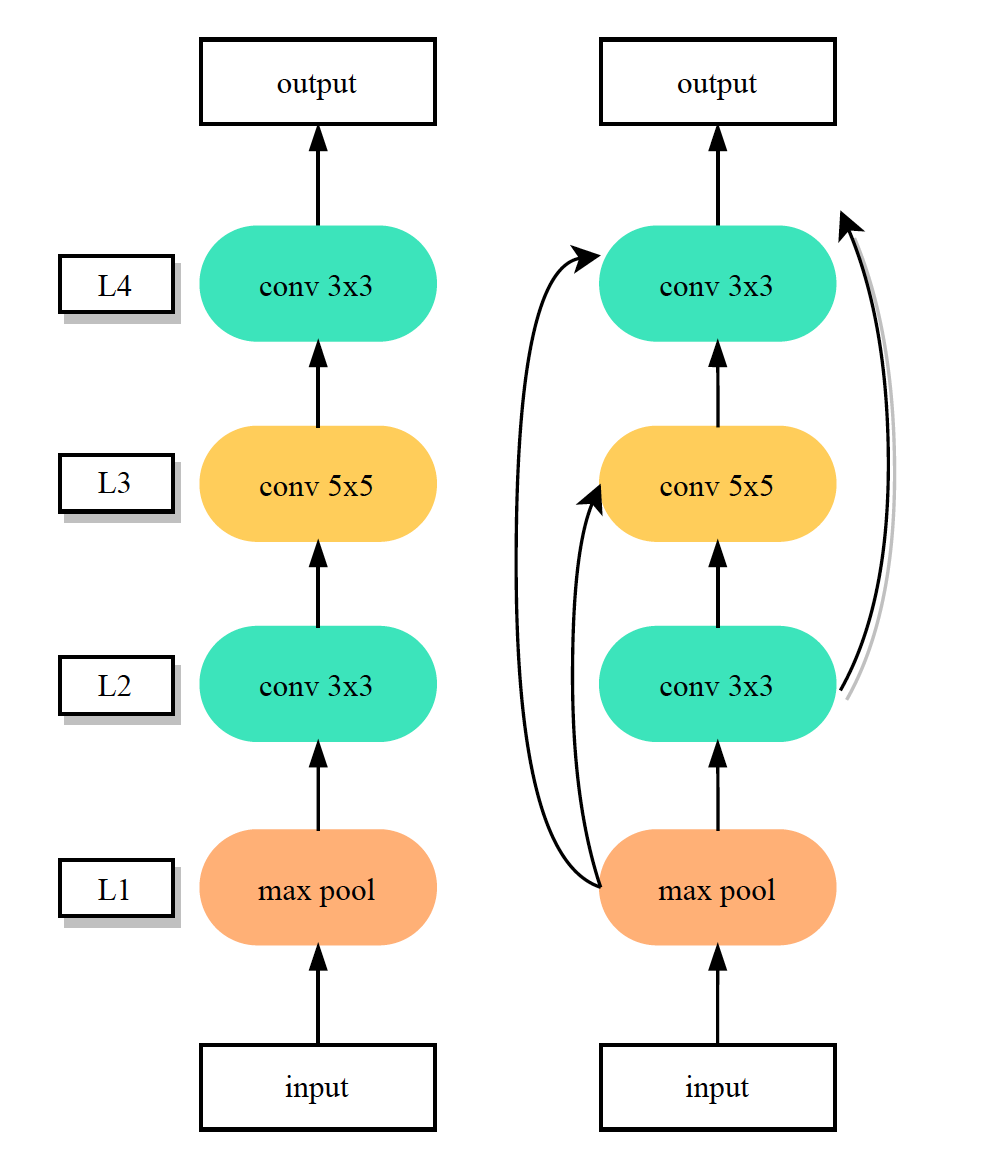 output
output
L4
conv 3x3
conv 3x3
L3
conv 5x5
conv 5x5
L2
conv 3x3
conv 3x3
L1
max pool
max pool
input
input